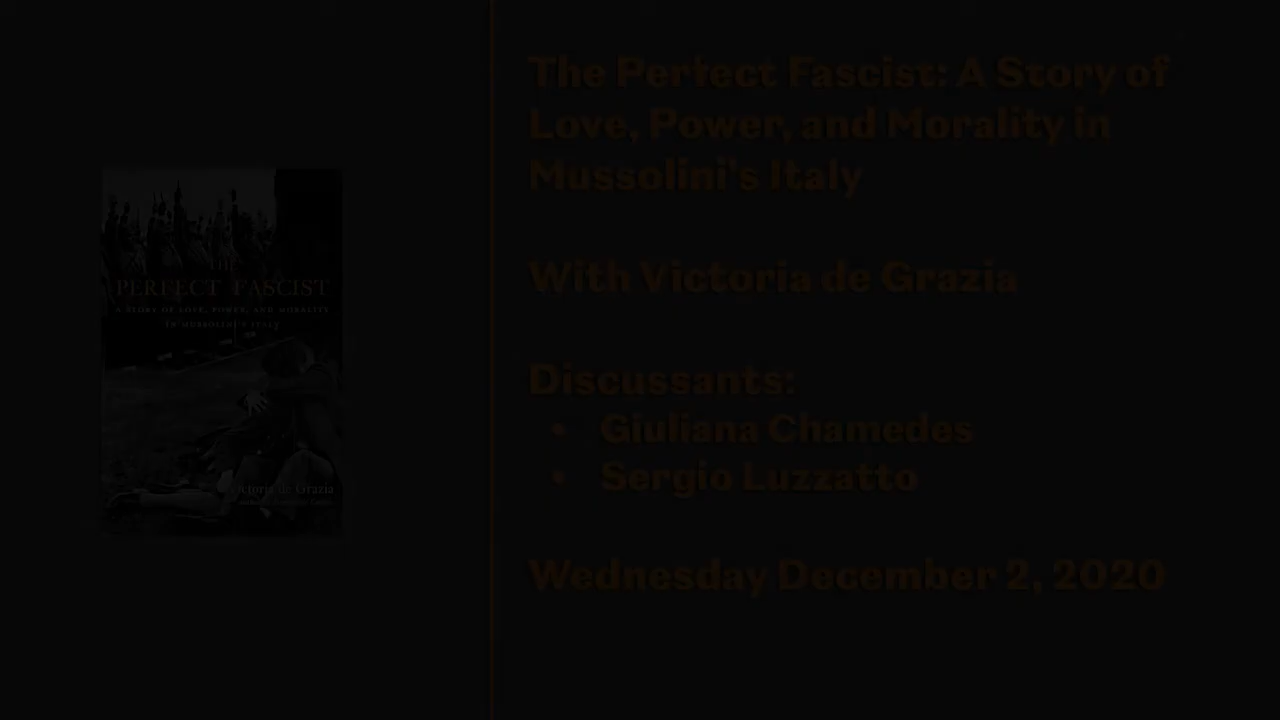 The Perfect Fascist: A Story of
Love, Power, and Morality in
Mussolini's Italy
With Victoria de Grazia
Discussants:
• Giuliana Chamedes
• Sergio Luzzatto
Wednesday December 2, 2020
THE
PERFECT FASCIST
A STORY OF LOVE, POWER, AND MORALITY
IN MUSSOLINI'S ITALY
Victoria de Grazia